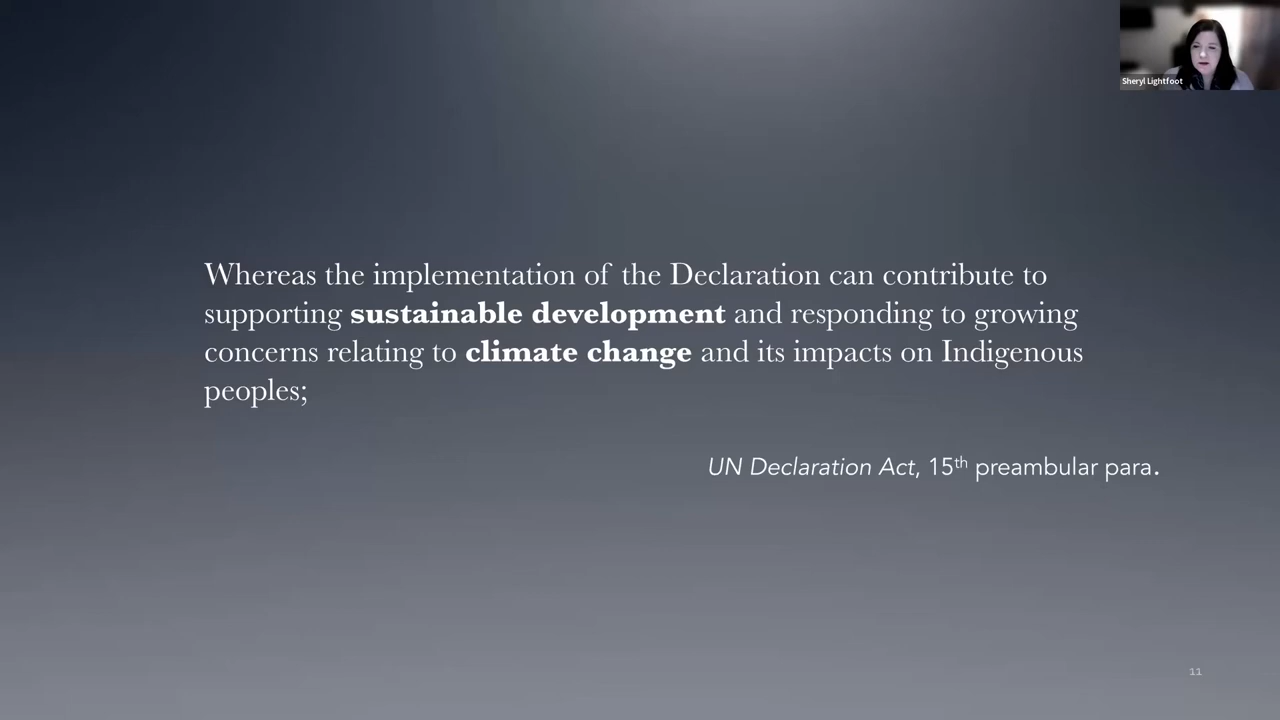 Sheryl Lightfoot
Whereas the implementation of the Declaration can contribute to
supporting sustainable development and responding to growing
concerns relating to climate change and its impacts on Indigenous
peoples;
UN Declaration Act, 15th preambular para.
11